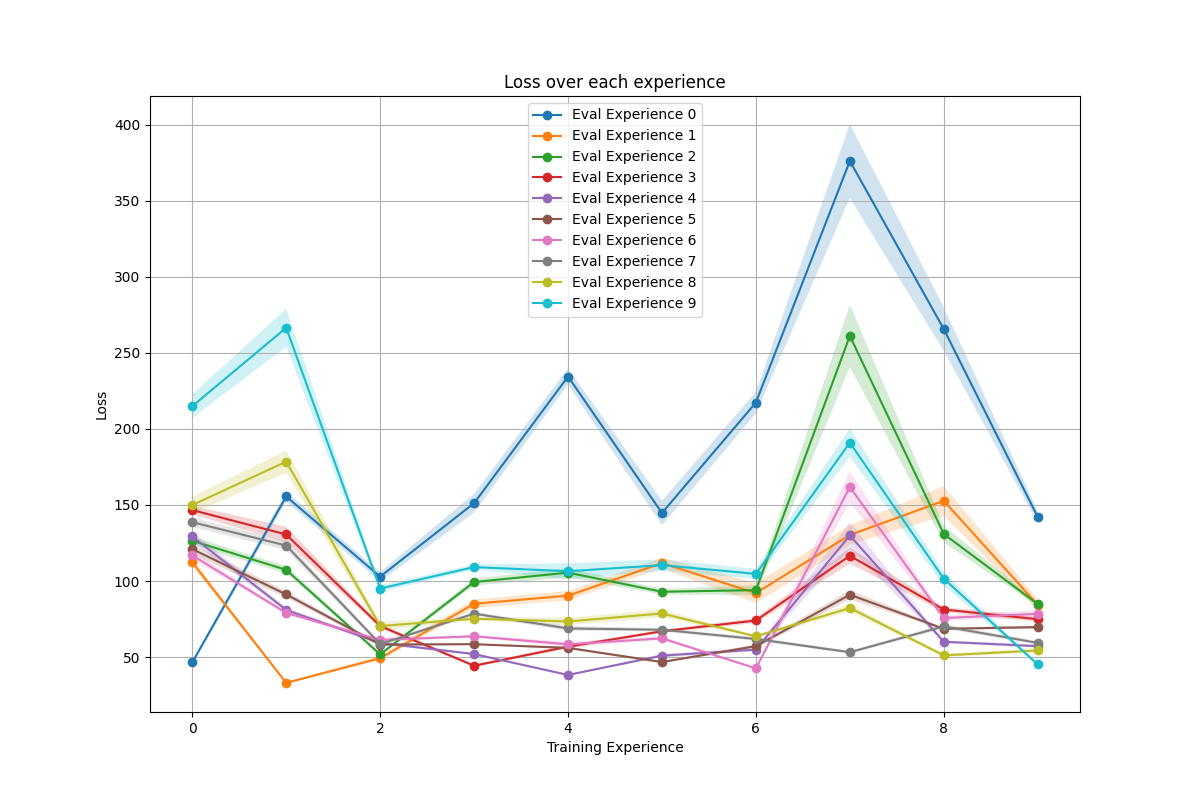 Loss over each experience
Eval Experience 0
Eval Experience 1
Eval Experience 2
Eval Experience 3
Eval Experience 4
Eval Experience 5
Eval Experience 6
Eval Experience 7
Eval Experience 8
Eval Experience 9
400
350
300
250
200
150
100
50
Loss
0 2 4 6 8
Training Experience